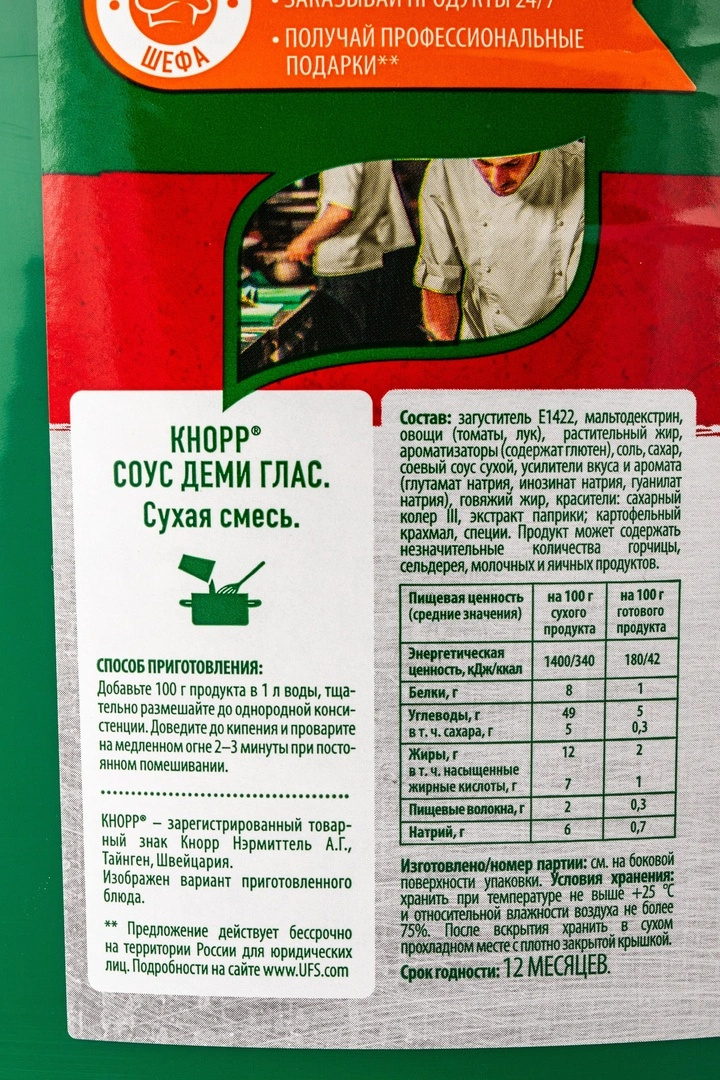 • ЗАКАЗЫВАЙ ПРОДУКТЫ 24/7
• ПОЛУЧАЙ ПРОФЕССИОНАЛЬНЫЕ
ПОДАРКИ**
ШЕФА
КНОРР®
СОУС ДЕМИ ГЛАС.
Сухая смесь.
СПОСОБ ПРИГОТОВЛЕНИЯ:
Добавьте 100 г продукта в 1 л воды, тща-
тельно размешайте до однородной конси-
стенции. Доведите до кипения и проварите
на медленном огне 2–3 минуты при посто-
янном помешивании.
КНОРР® – зарегистрированный товар-
ный знак Кнорр Нэрмиттель А.Г.,
Тайнген, Швейцария.
Изображен вариант приготовленного
блюда.
** Предложение действует бессрочно
на территории России для юридических
лиц. Подробности на сайте www.UFS.com
Состав: загуститель Е1422, мальтодекстрин,
овощи (томаты, лук), растительный жир,
ароматизаторы (содержат глютен), соль, сахар,
соевый соус сухой, усилители вкуса и аромата
(глутамат натрия, инозинат натрия, гуанилат
натрия), говяжий жир, красители: сахарный
колер III, экстракт паприки; картофельный
крахмал, специи. Продукт может содержать
незначительные количества горчицы,
сельдерея, молочных и яичных продуктов.
Пищевая ценность (средние значения) на 100 г сухого продукта на 100 г готового продукта
Энергетическая ценность, кДж/ккал 1400/340 180/42
Белки, г 8 1
Углеводы, г 49 5
в т. ч. сахара, г 5 0,3
Жиры, г 12 2
в т. ч. насыщенные
жирные кислоты, г 7 1
Пищевые волокна, г 2 0,3
Натрий, г 6 0,7
Изготовлено/номер партии: см. на боковой
поверхности упаковки. Условия хранения:
хранить при температуре не выше +25 °С
и относительной влажности воздуха не более
75%. После вскрытия хранить в сухом
прохладном месте с плотно закрытой крышкой.
Срок годности: 12 МЕСЯЦЕВ.